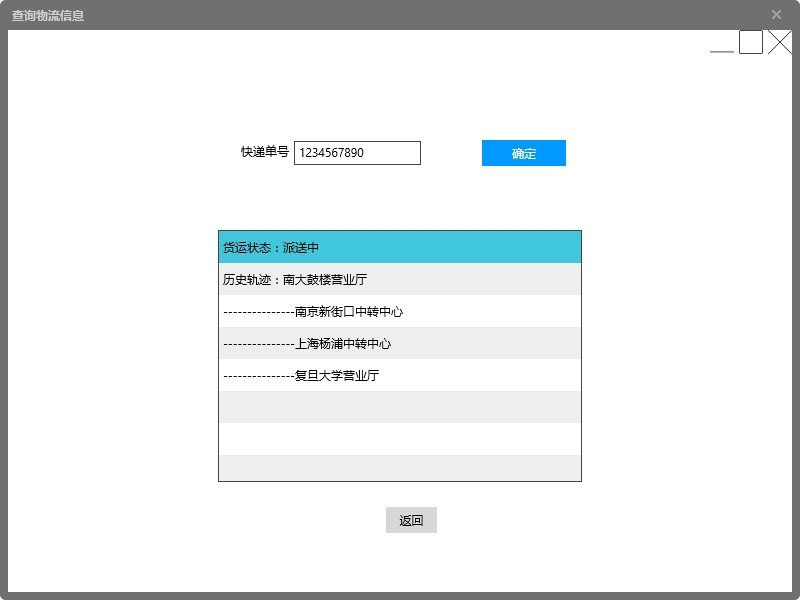 查询物流信息
快递单号 1234567890 确定
货运状态：派送中
历史轨迹：南大鼓楼营业厅
---------------南京新街口中转中心
---------------上海杨浦中转中心
---------------复旦大学营业厅
返回